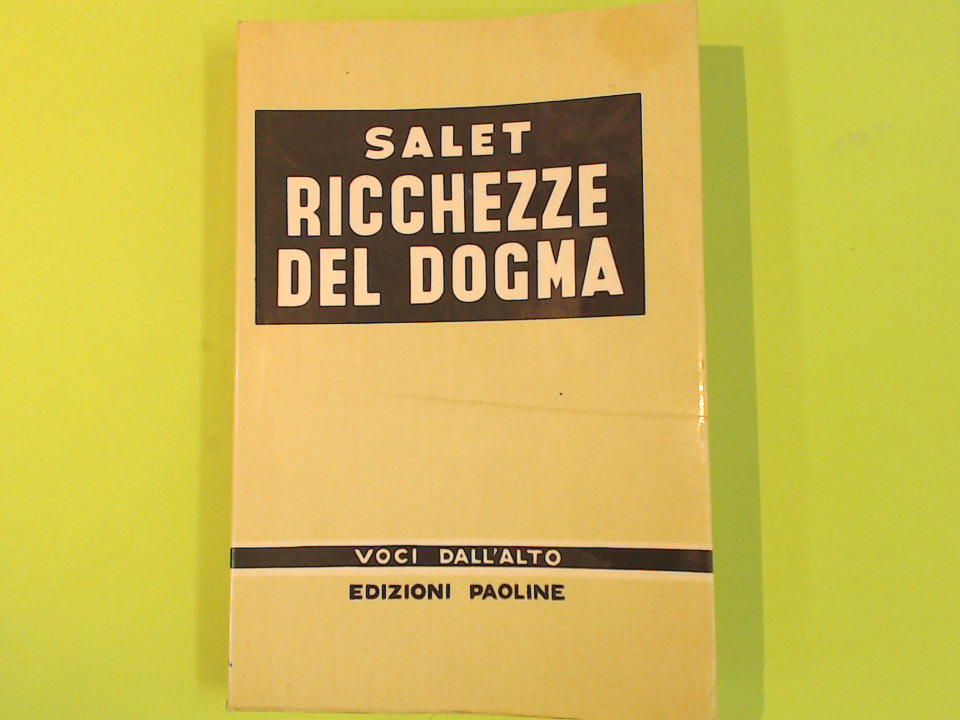 SALET
RICCHEZZE
DEL DOGMA
VOCI DALL'ALTO
EDIZIONI PAOLINE